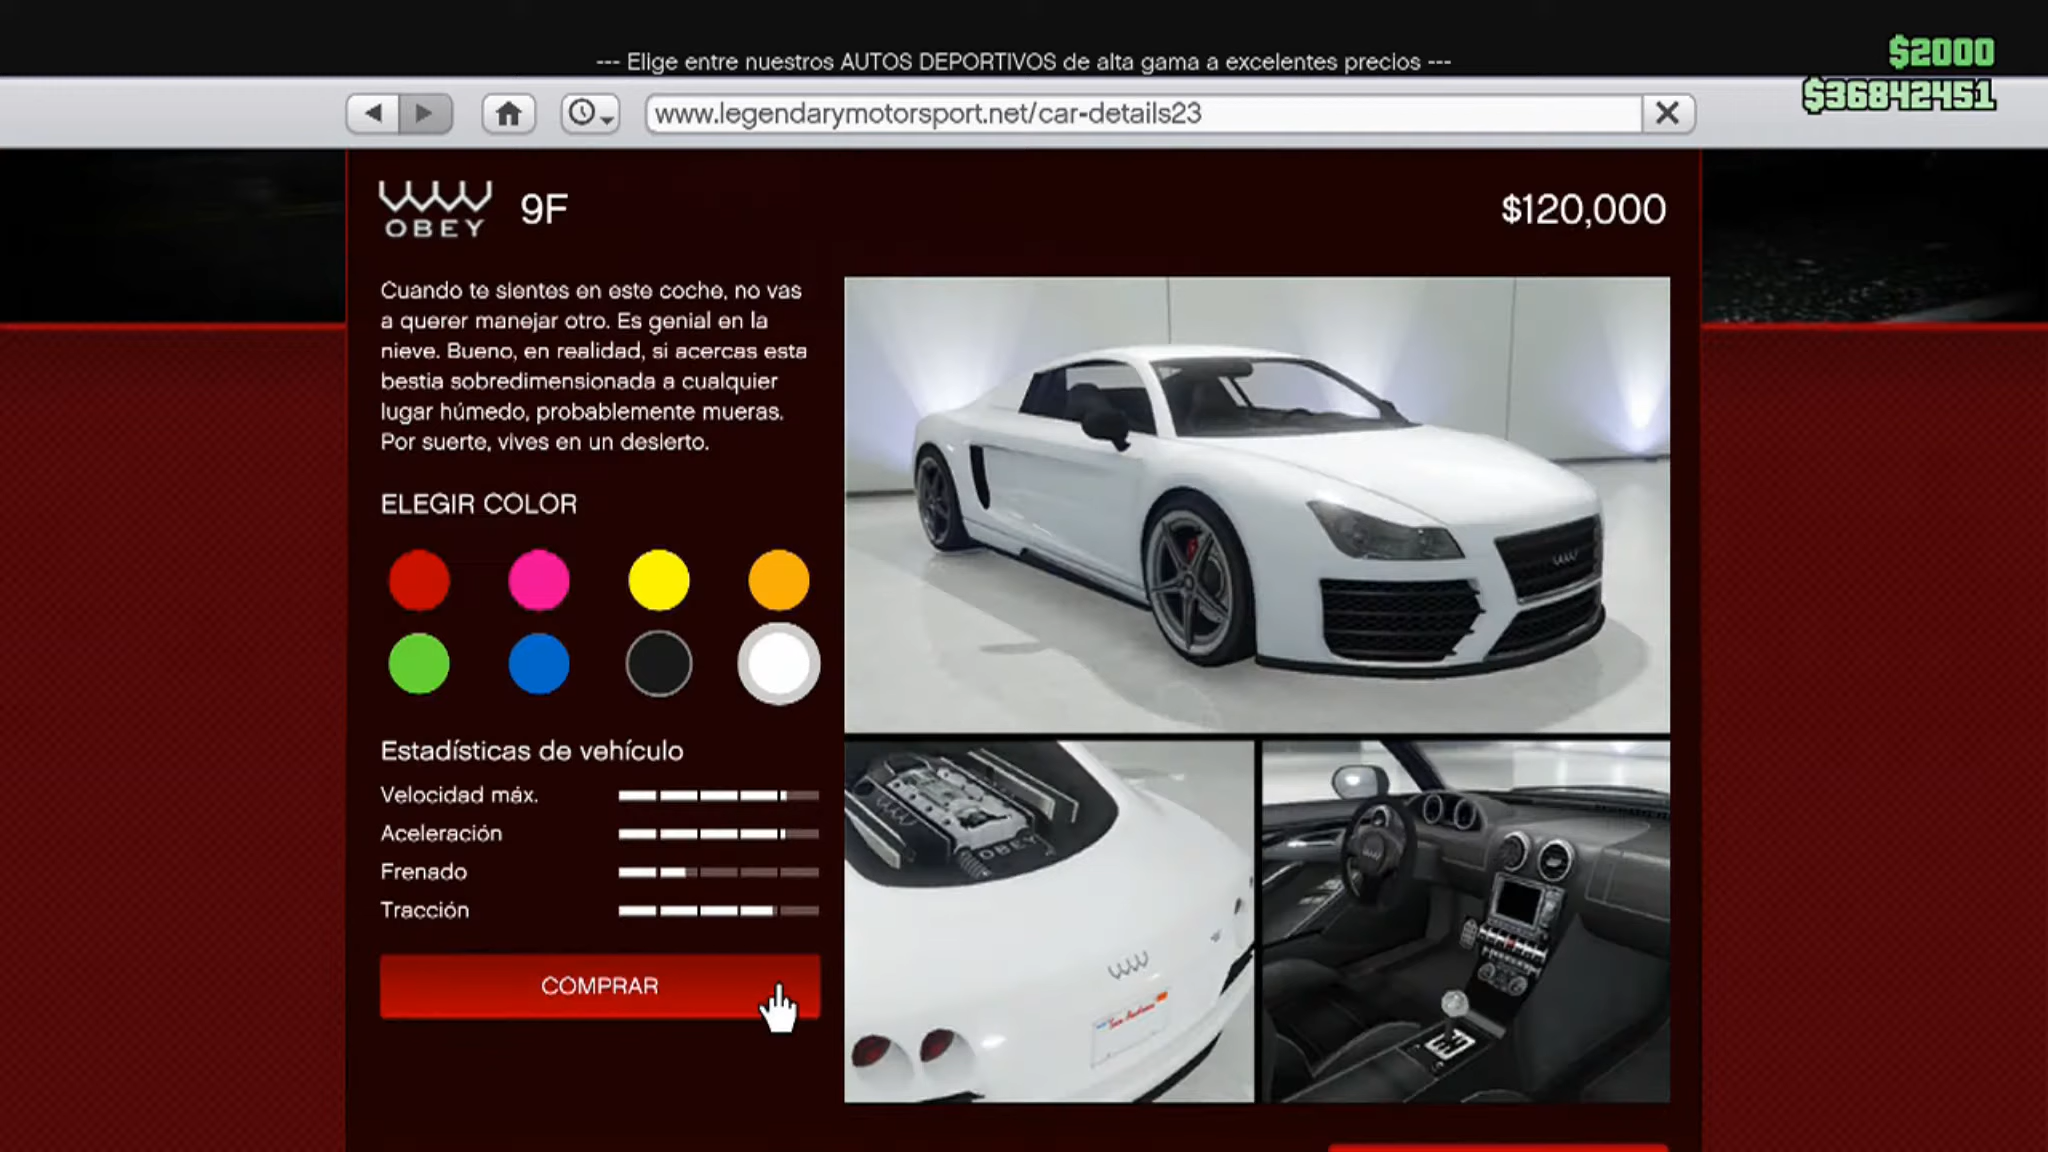 --- Elige entre nuestros AUTOS DEPORTIVOS de alta gama a excelentes precios ---
$2000
$36842451
www.legendarymotorsport.net/car-details23
OBEY
9F
$120,000
Cuando te sientes en este coche, no vas
a querer manejar otro. Es genial en la
nieve. Bueno, en realidad, si acercas esta
bestia sobredimensionada a cualquier
lugar húmedo, probablemente mueras.
Por suerte, vives en un desierto.
ELEGIR COLOR
Estadísticas de vehículo
Velocidad máx.
Aceleración
Frenado
Tracción
COMPRAR
OBEY
San Andreas